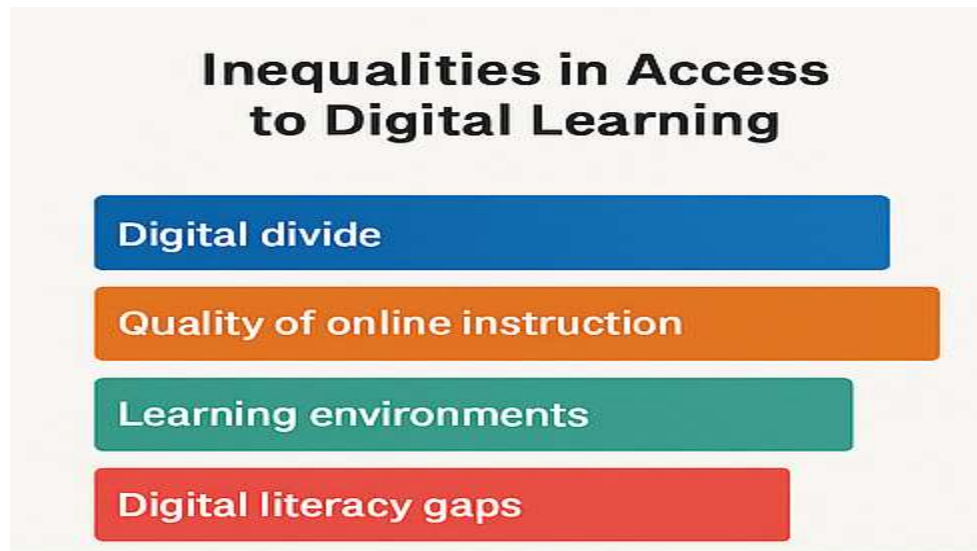 Inequalities in Access
to Digital Learning
Digital divide
Quality of online instruction
Learning environments
Digital literacy gaps